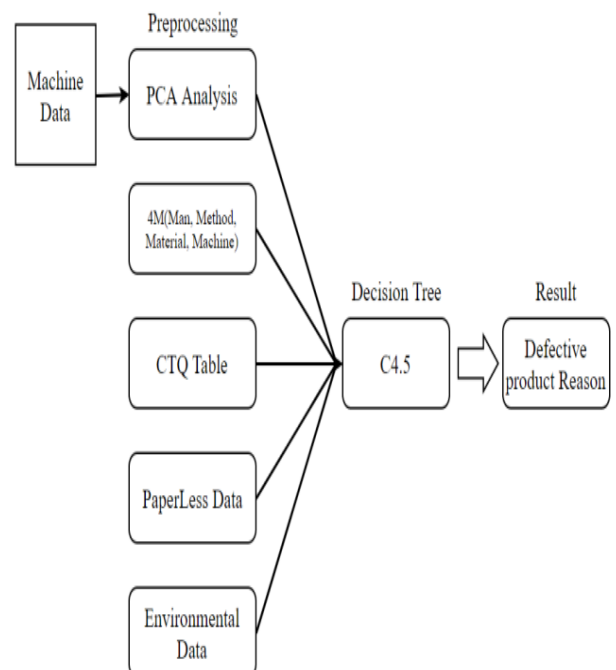 Preprocessing
Machine
Data
PCA Analysis
4M(Man, Method,
Material, Machine)
Decision Tree
Result
CTQ Table
C4.5
Defective
product Reason
PaperLess Data
Environmental
Data